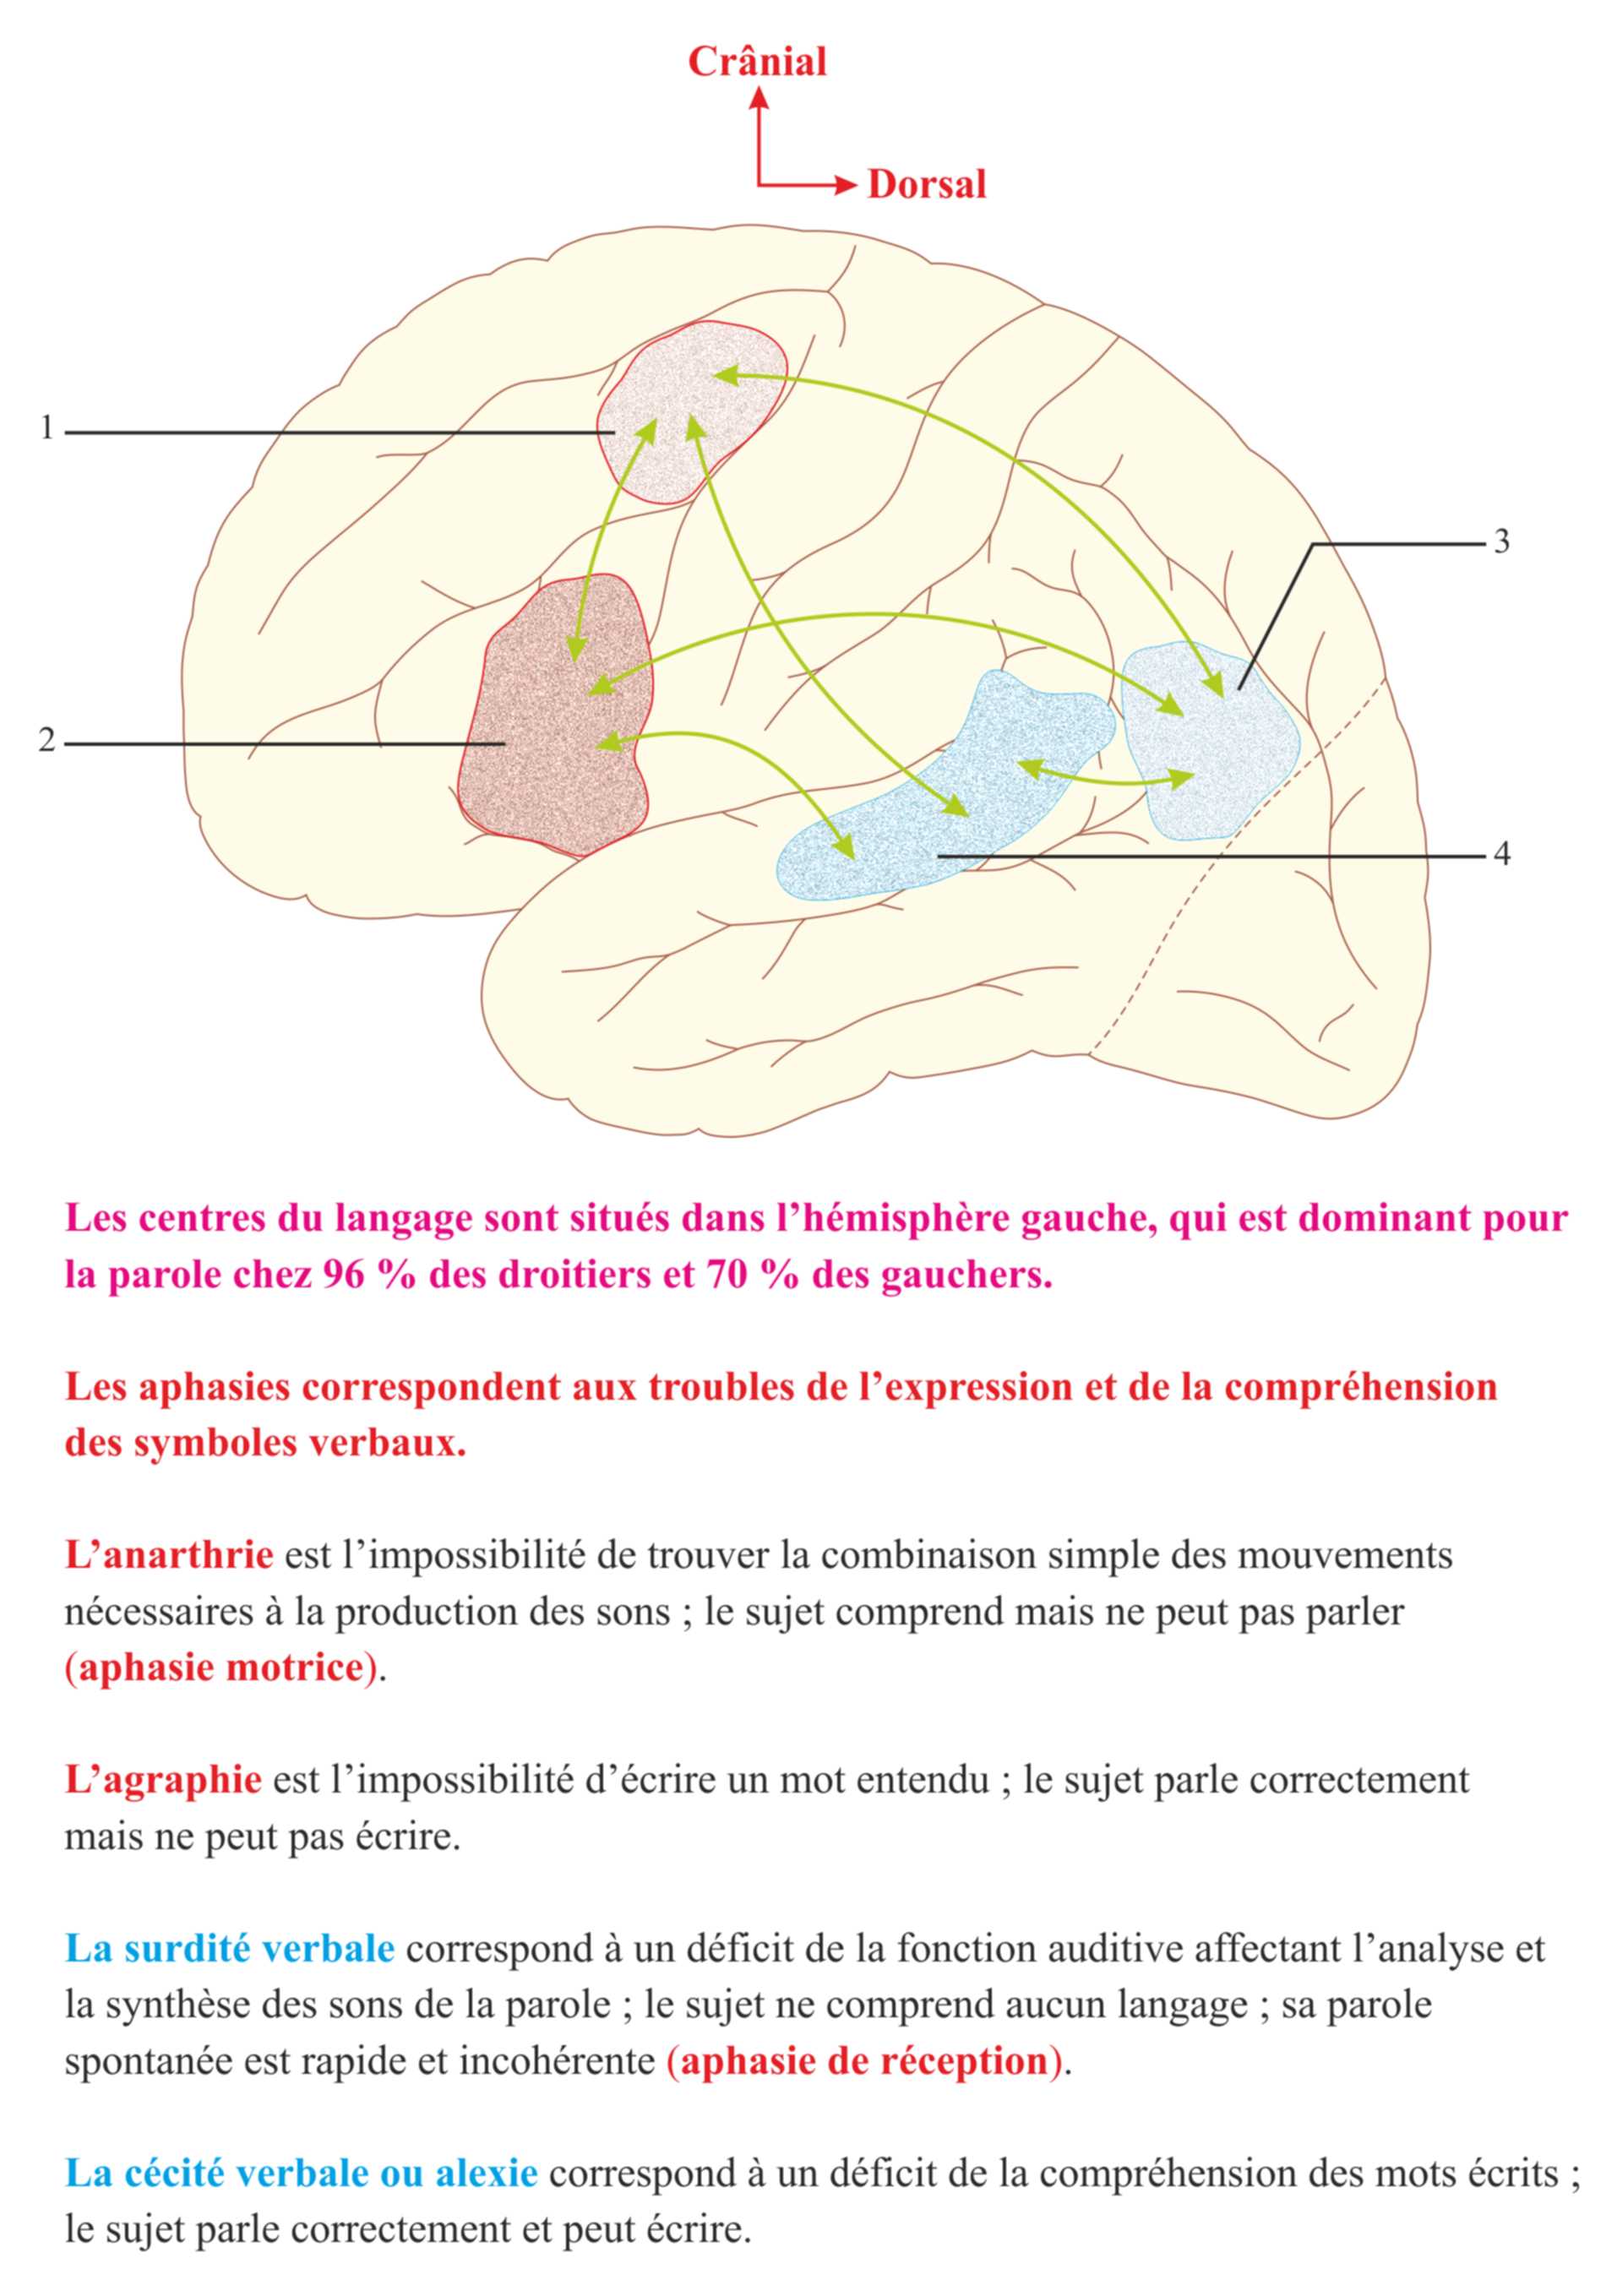 Crânial
Dorsal
1
3
2
4
Les centres du langage sont situés dans l’hémisphère gauche, qui est dominant pour
la parole chez 96 % des droitiers et 70 % des gauchers.
Les aphasies correspondent aux troubles de l’expression et de la compréhension
des symboles verbaux.
L’anarthrie est l’impossibilité de trouver la combinaison simple des mouvements
nécessaires à la production des sons ; le sujet comprend mais ne peut pas parler
(aphasie motrice).
L’agraphie est l’impossibilité d’écrire un mot entendu ; le sujet parle correctement
mais ne peut pas écrire.
La surdité verbale correspond à un déficit de la fonction auditive affectant l’analyse et
la synthèse des sons de la parole ; le sujet ne comprend aucun langage ; sa parole
spontanée est rapide et incohérente (aphasie de réception).
La cécité verbale ou alexie correspond à un déficit de la compréhension des mots écrits ;
le sujet parle correctement et peut écrire.